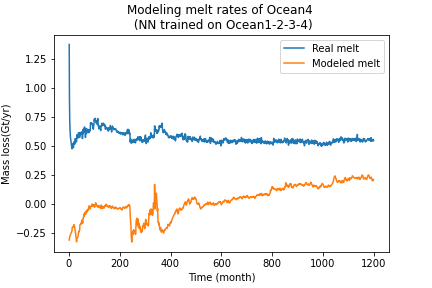 Modeling melt rates of Ocean4
(NN trained on Ocean1-2-3-4)
Real melt
Modeled melt
Mass loss(Gt/yr)
1.25
1.00
0.75
0.50
0.25
0.00
−0.25
0 200 400 600 800 1000 1200
Time (month)